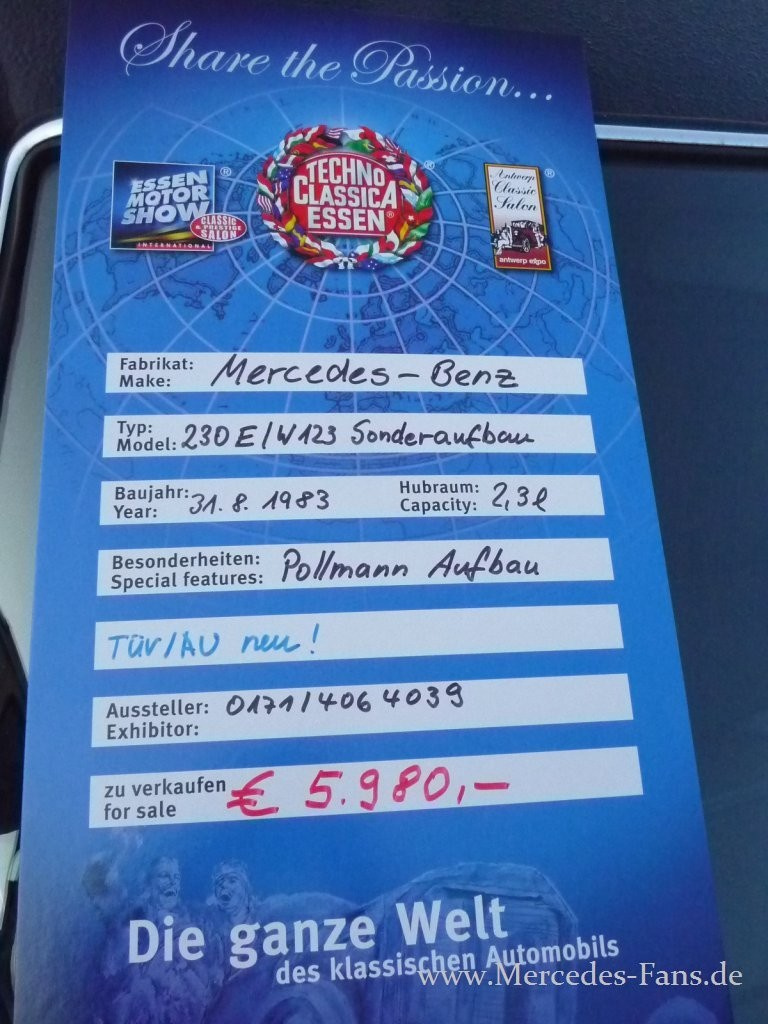 Share the Passion...
ESSEN
MOTOR
SHOW
CLASSIC
& PRESTIGE
SALON
INTERNATIONAL
®
TECHNO
CLASSICA
ESSEN®
®
Antwerp
Classic
Salon
antwerp expo
®
Fabrikat:
Make:
Mercedes-Benz
Typ:
Model:
230E/W123 Sonderaufbau
Baujahr:
Year:
31.8.1983
Hubraum:
Capacity:
2,3l
Besonderheiten:
Special features:
Pollmann Aufbau
TÜV/AU neu!
Aussteller:
Exhibitor:
0171/4064039
zu verkaufen
for sale
€ 5.980,-
Die ganze Welt
des klassischen Automobils
www.Mercedes-Fans.de